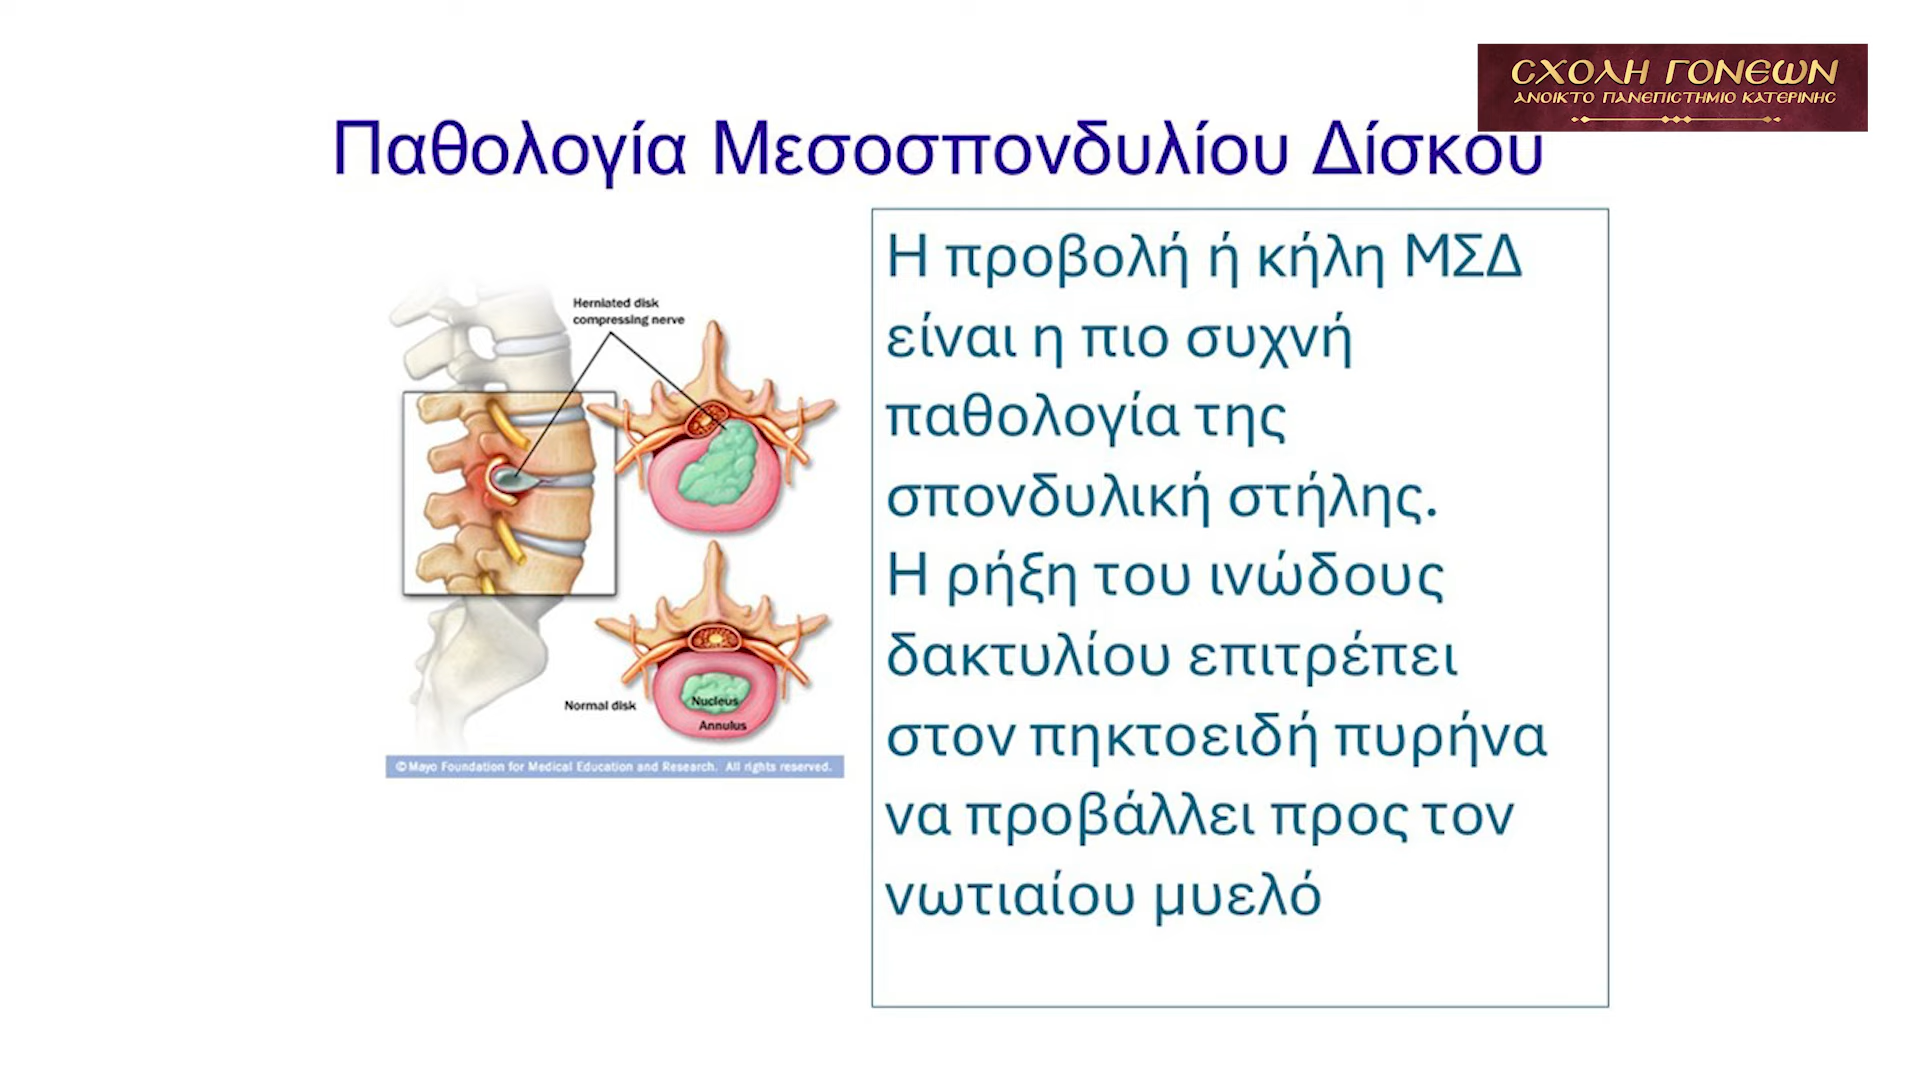 ΣΧΟΛΗ ΓΟΝΕΩΝ
ΑΝΟΙΚΤΟ ΠΑΝΕΠΙΣΤΗΜΙΟ ΚΑΤΕΡΙΝΗΣ
Παθολογία Μεσοσπονδυλίου Δίσκου
Herniated disk
compressing nerve
Normal disk
Nucleus
Annulus
©Mayo Foundation for Medical Education and Research. All rights reserved.
Η προβολή ή κήλη ΜΣΔ
είναι η πιο συχνή
παθολογία της
σπονδυλική στήλης.
Η ρήξη του ινώδους
δακτυλίου επιτρέπει
στον πηκτοειδή πυρήνα
να προβάλλει προς τον
νωτιαίου μυελό